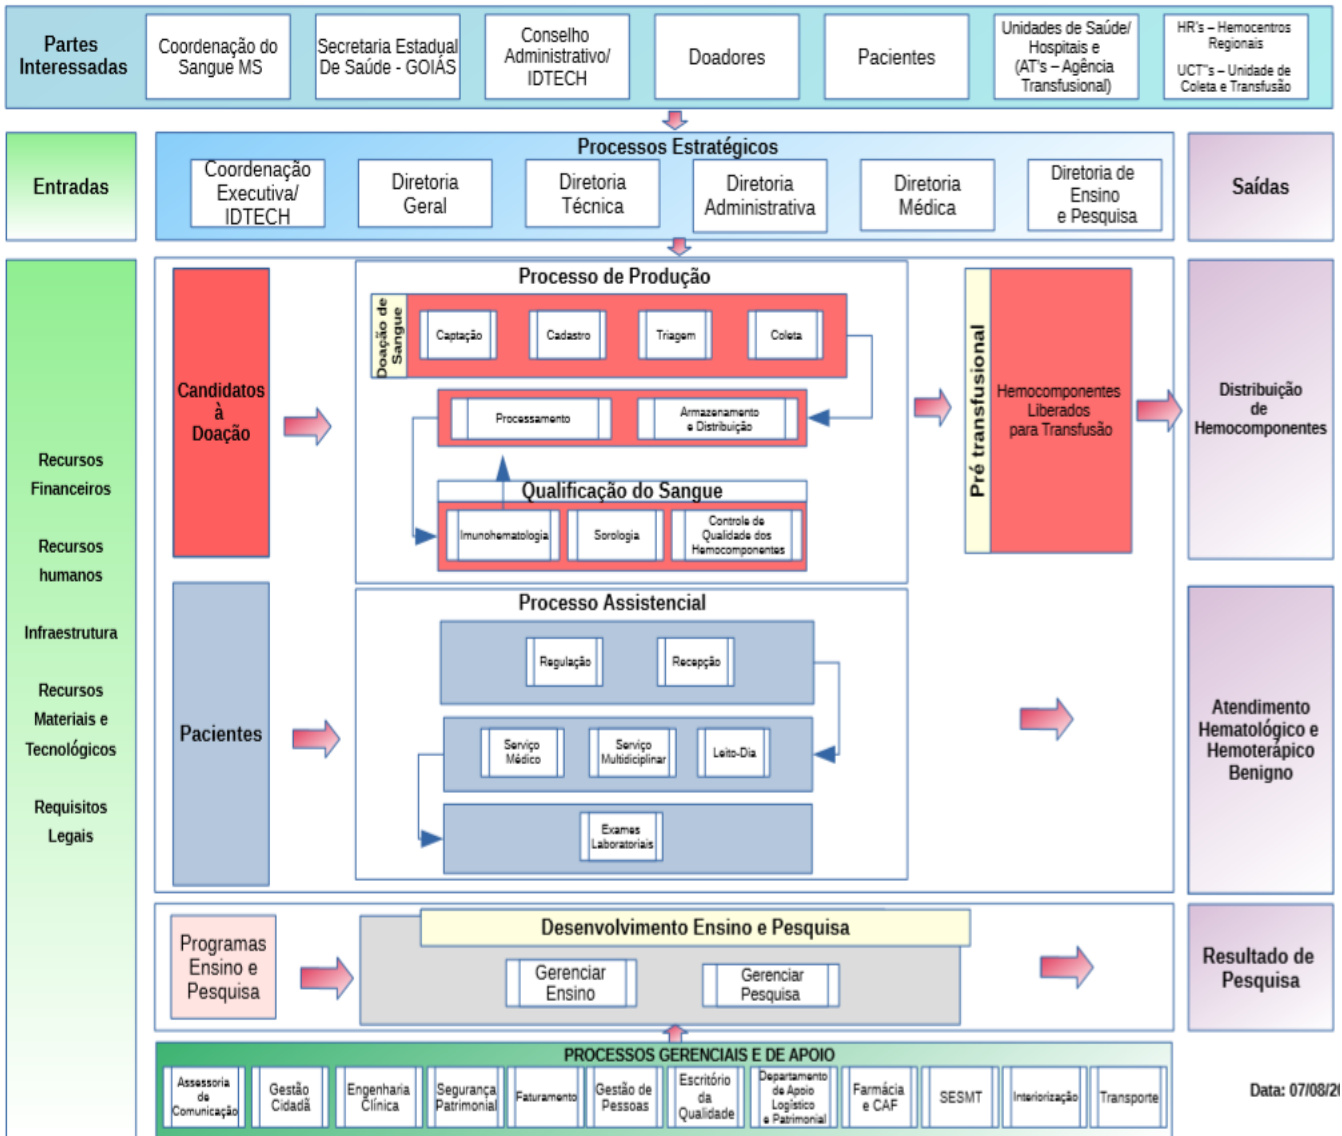 Partes
Interessadas
Coordenação do
Sangue MS
Secretaria Estadual
De Saúde - GOIÁS
Conselho
Administrativo/
IDTECH
Doadores
Pacientes
Unidades de Saúde/
Hospitais e
(AT's – Agência
Transfusional)
HR's – Hemocentros
Regionais
UCT"s – Unidade de
Coleta e Transfusão
Entradas
Processos Estratégicos
Coordenação
Executiva/
IDTECH
Diretoria
Geral
Diretoria
Técnica
Diretoria
Administrativa
Diretoria
Médica
Diretoria de
Ensino
e Pesquisa
Saídas
Recursos
Financeiros
Recursos
humanos
Infraestrutura
Recursos
Materiais e
Tecnológicos
Requisitos
Legais
Candidatos
à
Doação
Processo de Produção
Doação de
Sangue
Captação
Cadastro
Triagem
Coleta
Processamento
Armazenamento
e Distribuição
Qualificação do Sangue
Imunohematologia
Sorologia
Controle de
Qualidade dos
Hemocomponentes
Pré transfusional
Hemocomponentes
Liberados
para Transfusão
Distribuição
de
Hemocomponentes
Pacientes
Processo Assistencial
Regulação
Recepção
Serviço
Médico
Serviço
Multidiciplinar
Leito-Dia
Exames
Laboratoriais
Atendimento
Hematológico e
Hemoterápico
Benigno
Programas
Ensino e
Pesquisa
Desenvolvimento Ensino e Pesquisa
Gerenciar
Ensino
Gerenciar
Pesquisa
Resultado de
Pesquisa
PROCESSOS GERENCIAIS E DE APOIO
Assessoria
de
Comunicação
Gestão
Cidadã
Engenharia
Clínica
Segurança
Patrimonial
Faturamento
Gestão de
Pessoas
Escritório
da
Qualidade
Departamento
de Apoio
Logístico
e Patrimonial
Farmácia
e CAF
SESMT
Interiorização
Transporte
Data: 07/08/20